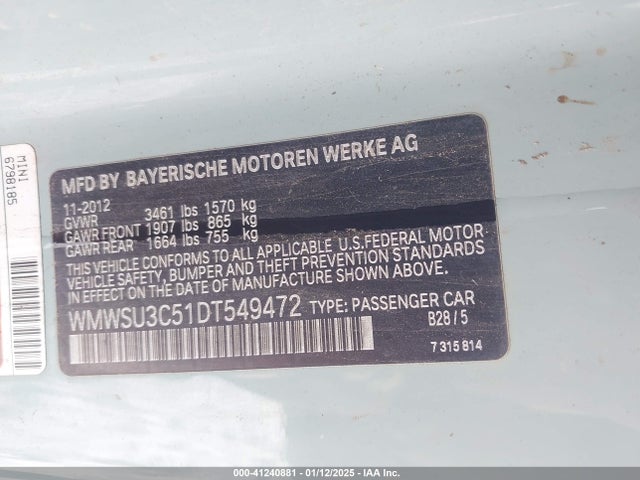 MINI
6798185
MFD BY BAYERISCHE MOTOREN WERKE AG
11-2012
GVWR 3461 lbs 1570 kg
GAWR FRONT 1907 lbs 865 kg
GAWR REAR 1664 lbs 755 kg
THIS VEHICLE CONFORMS TO ALL APPLICABLE U.S.FEDERAL MOTOR
VEHICLE SAFETY, BUMPER, AND THEFT PREVENTION STANDARDS
IN EFFECT ON THE DATE OF MANUFACTURE SHOWN ABOVE.
WMWSU3C51DT549472 TYPE: PASSENGER CAR
B28 / 5
7 315 814
000-41240881 - 01/12/2025 - IAA Inc.